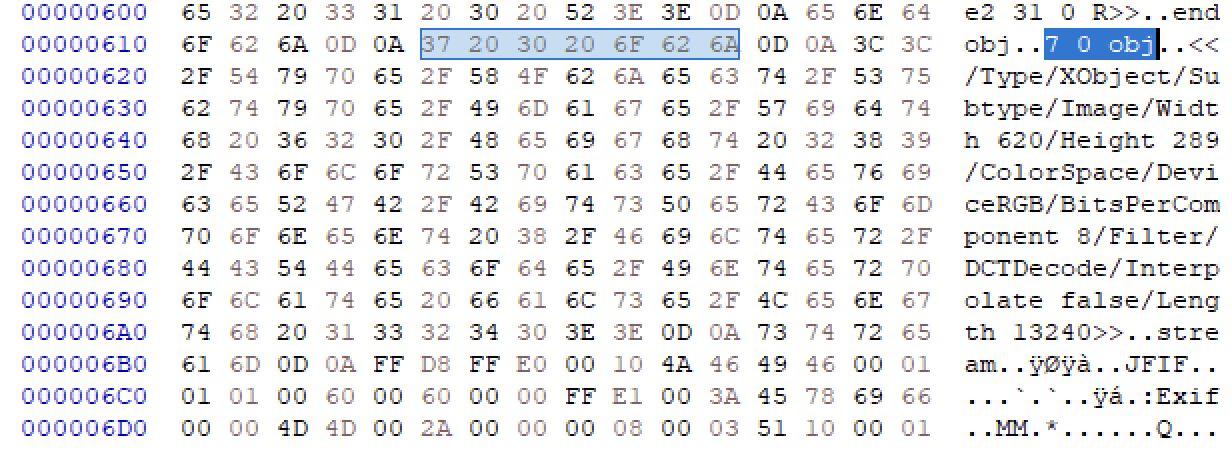 00000600 65 32 20 33 31 20 30 20 52 3E 3E 0D 0A 65 6E 64 e2 31 0 R>>..end
00000610 6F 62 6A 0D 0A 37 20 30 20 6F 62 6A 0D 0A 3C 3C obj..7 0 obj..<<
00000620 2F 54 79 70 65 2F 58 4F 62 6A 65 63 74 2F 53 75 /Type/XObject/Su
00000630 62 74 79 70 65 2F 49 6D 61 67 65 2F 57 69 64 74 btype/Image/Widt
00000640 68 20 36 32 30 2F 48 65 69 67 68 74 20 32 38 39 h 620/Height 289
00000650 2F 43 6F 6C 6F 72 53 70 61 63 65 2F 44 65 76 69 /ColorSpace/Devi
00000660 63 65 52 47 42 2F 42 69 74 73 50 65 72 43 6F 6D ceRGB/BitsPerCom
00000670 70 6F 6E 65 6E 74 20 38 2F 46 69 6C 74 65 72 2F ponent 8/Filter/
00000680 44 43 54 44 65 63 6F 64 65 2F 49 6E 74 65 72 70 DCTDecode/Interp
00000690 6F 6C 61 74 65 20 66 61 6C 73 65 2F 4C 65 6E 67 olate false/Leng
000006A0 74 68 20 31 33 32 34 30 3E 3E 0D 0A 73 74 72 65 th 13240>>..stre
000006B0 61 6D 0D 0A FF D8 FF E0 00 10 4A 46 49 46 00 01 am..ÿØÿà..JFIF..
000006C0 01 01 00 60 00 60 00 00 FF E1 00 3A 45 78 69 66 ...`.`..ÿá.:Exif
000006D0 00 00 4D 4D 00 2A 00 00 00 08 00 03 51 10 00 01 ..MM.*......Q...